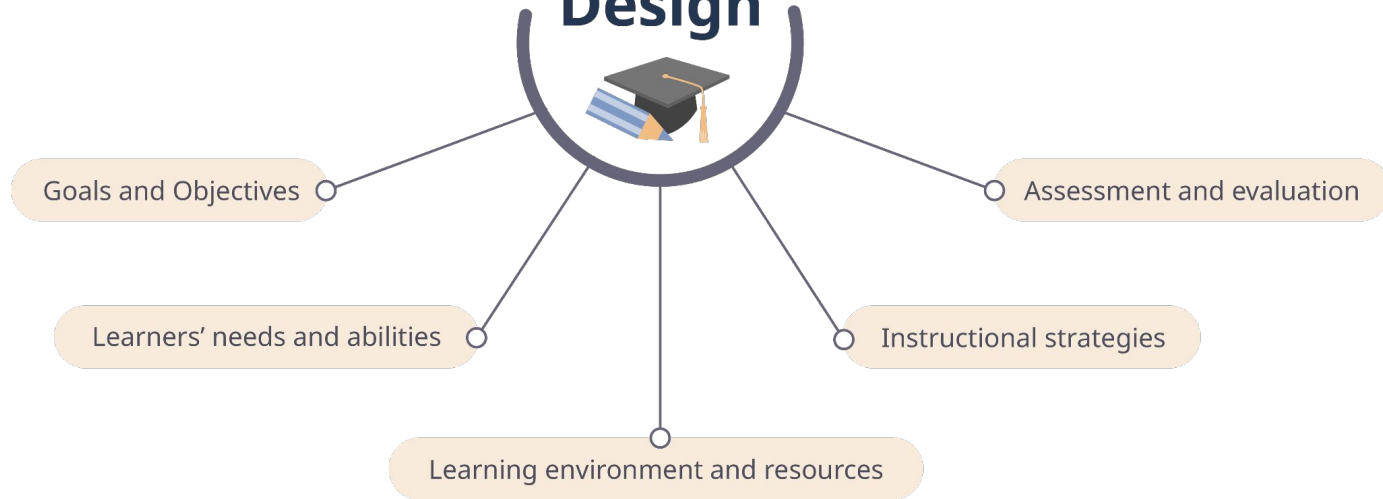 Design
Goals and Objectives
Assessment and evaluation
Learners’ needs and abilities
Instructional strategies
Learning environment and resources